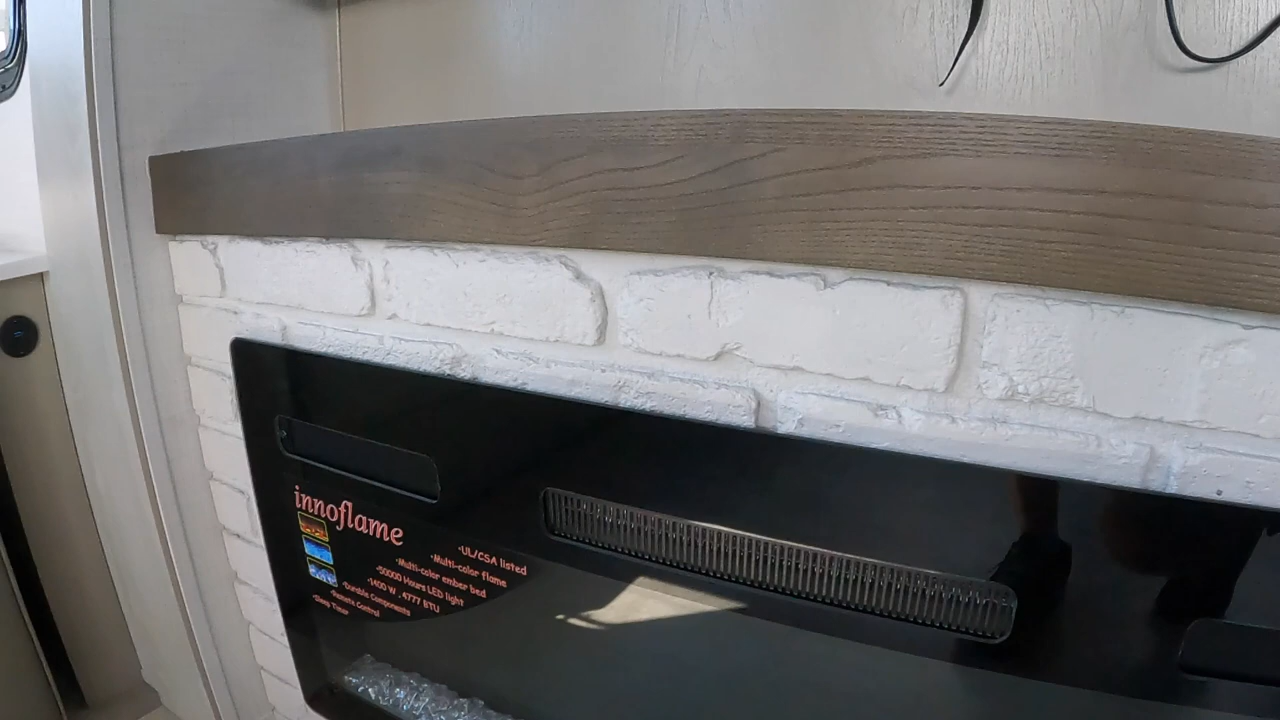 innoflame
•UL/CSA listed
•Multi-color flame
•Multi-color ember bed
•50000 Hours LED light
•1400 W , 4777 BTU
•Durable Components
•Remote Control
•Sleep Timer